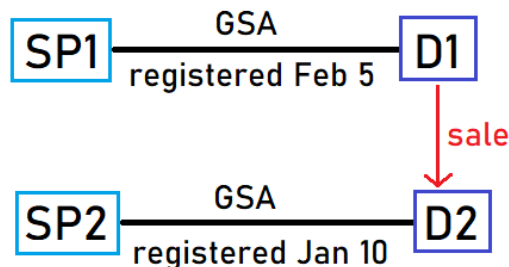 GSA
SP1 D1
registered Feb 5
sale
GSA
SP2 D2
registered Jan 10